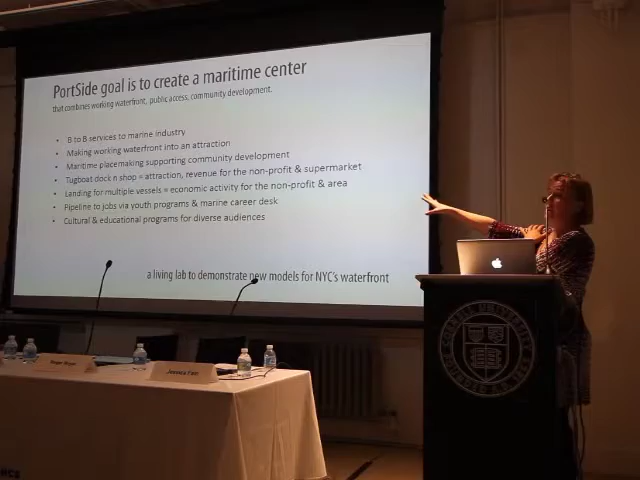 PortSide goal is to create a maritime center
that combines working waterfront, public access, community development.
• B to B services to marine industry
• Making working waterfront into an attraction
• Maritime placemaking supporting community development
• Tugboat dock n shop = attraction, revenue for the non-profit & supermarket
• Landing for multiple vessels = economic activity for the non-profit & area
• Pipeline to jobs via youth programs & marine career desk
• Cultural & educational programs for diverse audiences
a living lab to demonstrate new models for NYC's waterfront
CORNELL UNIVERSITY
FOUNDED A.D. 1865